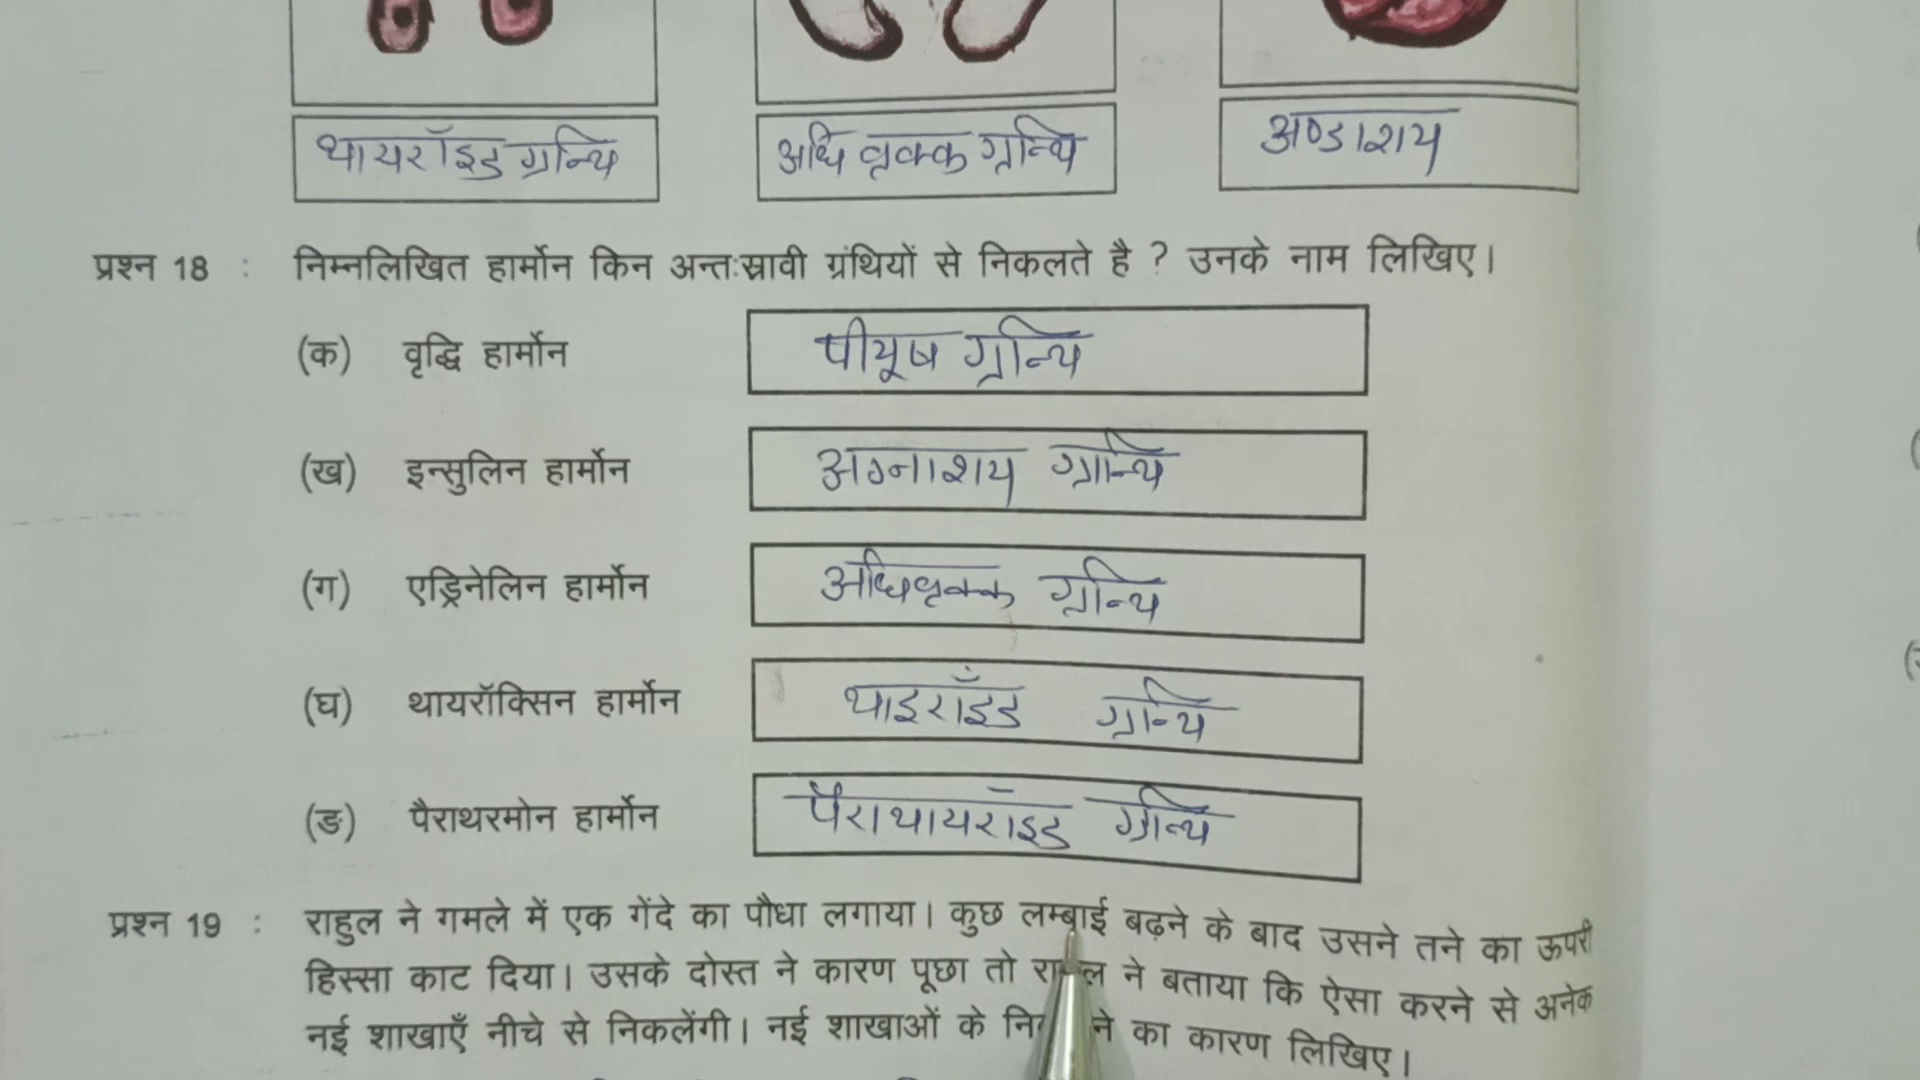 थायरॉइड ग्रन्थि
अधिवृक्क ग्रन्थि
अण्डाशय
प्रश्न 18 : निम्नलिखित हार्मोन किन अन्तःस्रावी ग्रंथियों से निकलते है ? उनके नाम लिखिए।
(क) वृद्धि हार्मोन पीयूष ग्रन्थि
(ख) इन्सुलिन हार्मोन अग्नाशय ग्रन्थि
(ग) एड्रिनेलिन हार्मोन अधिवृक्क ग्रन्थि
(घ) थायरॉक्सिन हार्मोन थाइरॉइड ग्रन्थि
(ङ) पैराथरमोन हार्मोन पैराथायरॉइड ग्रन्थि
प्रश्न 19 : राहुल ने गमले में एक गेंदे का पौधा लगाया। कुछ लम्बाई बढ़ने के बाद उसने तने का ऊपरी
हिस्सा काट दिया। उसके दोस्त ने कारण पूछा तो राहुल ने बताया कि ऐसा करने से अनेक
नई शाखाएँ नीचे से निकलेंगी। नई शाखाओं के का कारण लिखिए।